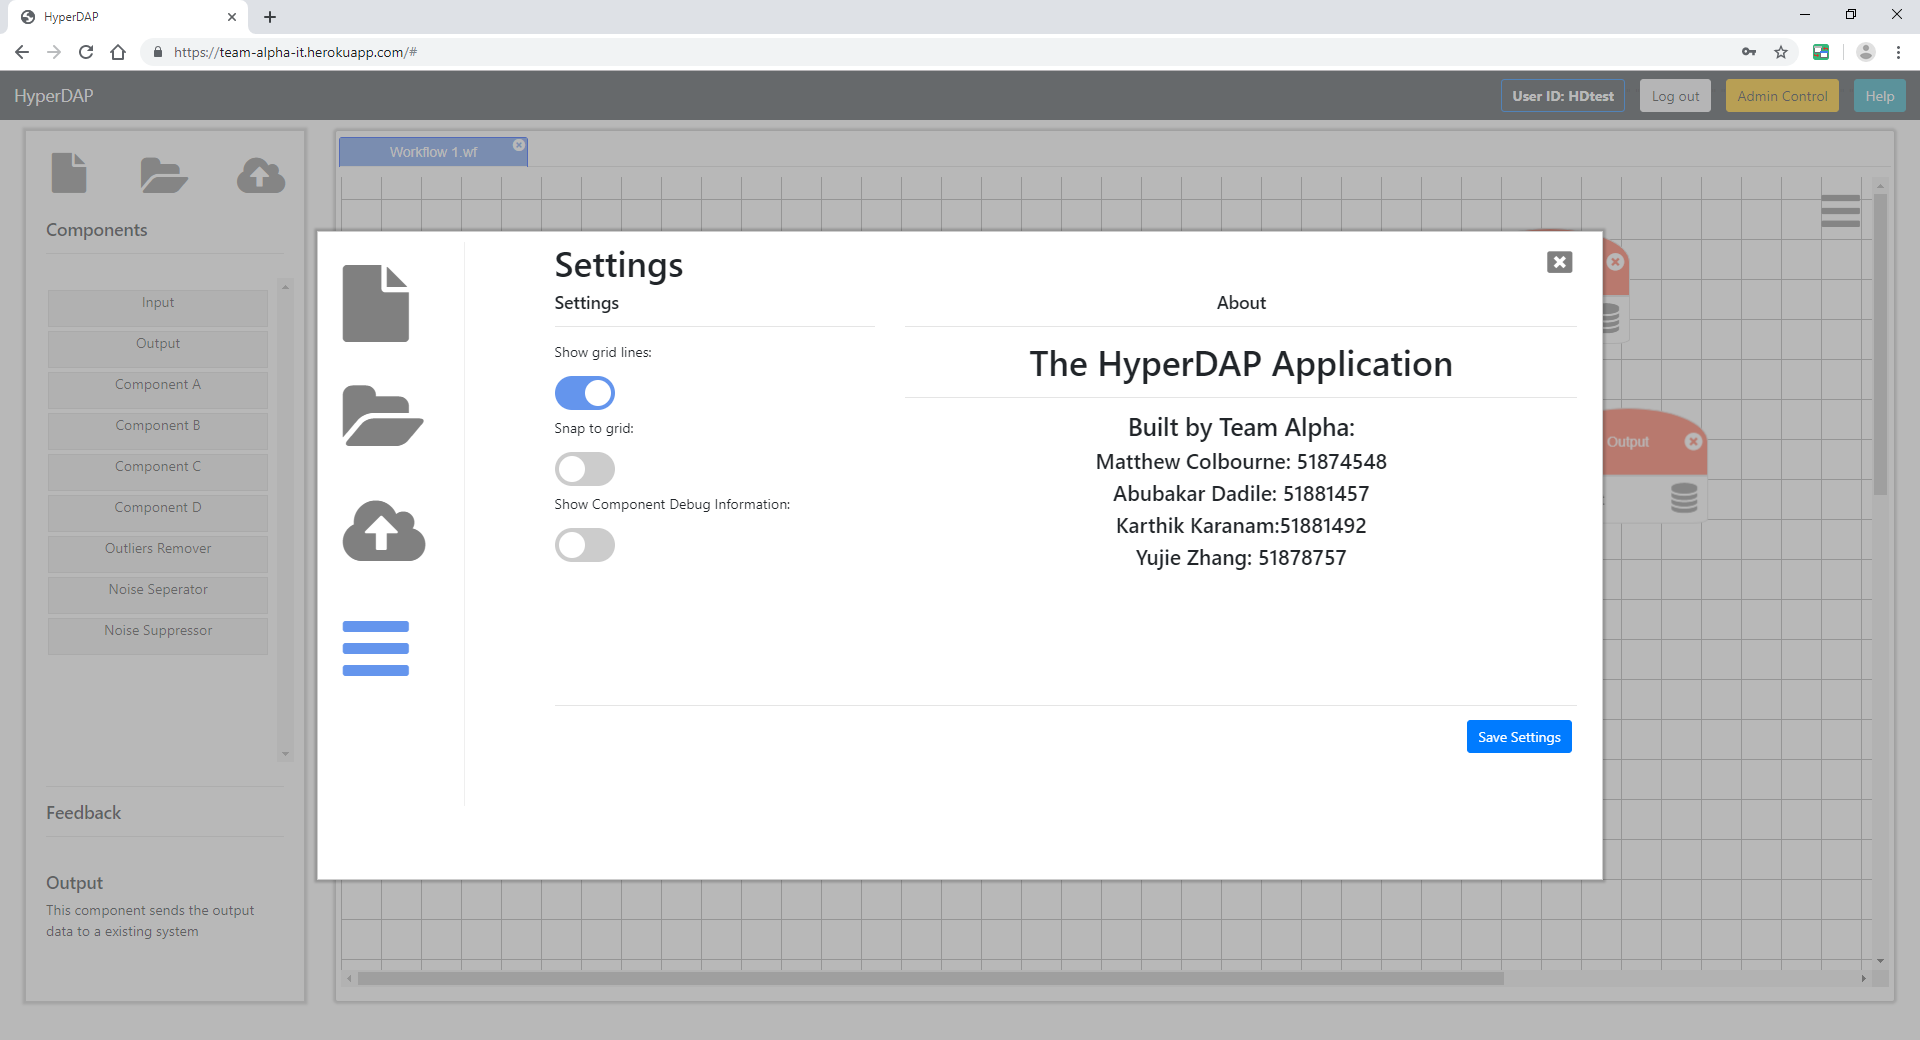 HyperDAP
https://team-alpha-it.herokuapp.com/#
HyperDAP
User ID: HDtest
Log out
Admin Control
Help
Workflow 1.wf
Components
Input
Output
Component A
Component B
Component C
Component D
Outliers Remover
Noise Seperator
Noise Suppressor
Feedback
Output
This component sends the output
data to a existing system
Settings
Settings
Show grid lines:
Snap to grid:
Show Component Debug Information:
About
The HyperDAP Application
Built by Team Alpha:
Matthew Colbourne: 51874548
Abubakar Dadile: 51881457
Karthik Karanam:51881492
Yujie Zhang: 51878757
Save Settings
Output